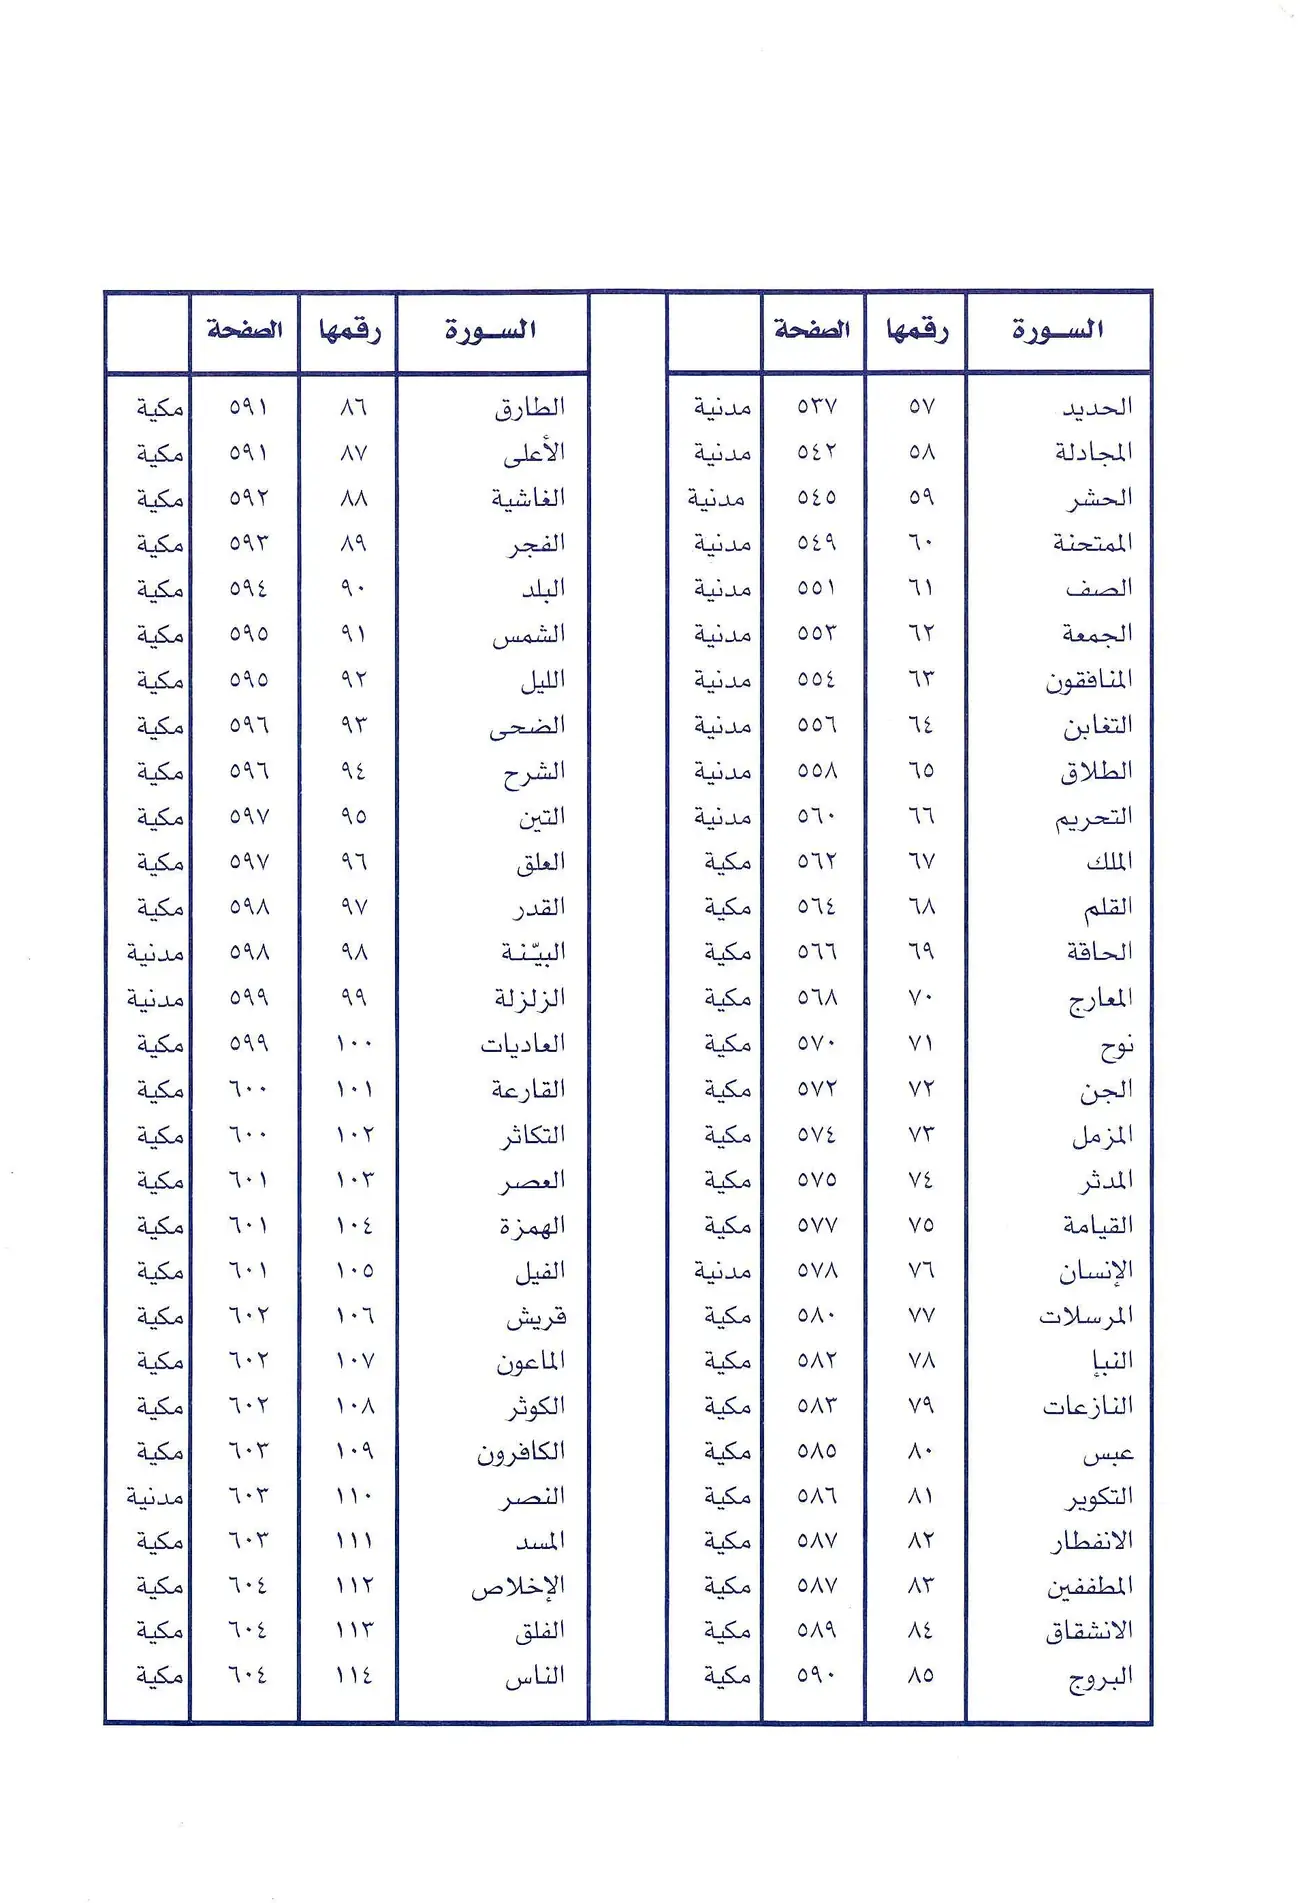 السورة رقمها الصفحة السورة رقمها الصفحة
الحديد ٥٧ ٥٣٧ مدنية الطارق ٨٦ ٥٩١ مكية
المجادلة ٥٨ ٥٤٢ مدنية الأعلى ٨٧ ٥٩١ مكية
الحشر ٥٩ ٥٤٥ مدنية الغاشية ٨٨ ٥٩٢ مكية
الممتحنة ٦٠ ٥٤٩ مدنية الفجر ٨٩ ٥٩٣ مكية
الصف ٦١ ٥٥١ مدنية البلد ٩٠ ٥٩٤ مكية
الجمعة ٦٢ ٥٥٣ مدنية الشمس ٩١ ٥٩٥ مكية
المنافقون ٦٣ ٥٥٤ مدنية الليل ٩٢ ٥٩٥ مكية
التغابن ٦٤ ٥٥٦ مدنية الضحى ٩٣ ٥٩٦ مكية
الطلاق ٦٥ ٥٥٨ مدنية الشرح ٩٤ ٥٩٦ مكية
التحريم ٦٦ ٥٦٠ مدنية التين ٩٥ ٥٩٧ مكية
الملك ٦٧ ٥٦٢ مكية العلق ٩٦ ٥٩٧ مكية
القلم ٦٨ ٥٦٤ مكية القدر ٩٧ ٥٩٨ مكية
الحاقة ٦٩ ٥٦٦ مكية البيّنة ٩٨ ٥٩٨ مدنية
المعارج ٧٠ ٥٦٨ مكية الزلزلة ٩٩ ٥٩٩ مدنية
نوح ٧١ ٥٧٠ مكية العاديات ١٠٠ ٥٩٩ مكية
الجن ٧٢ ٥٧٢ مكية القارعة ١٠١ ٦٠٠ مكية
المزمل ٧٣ ٥٧٤ مكية التكاثر ١٠٢ ٦٠٠ مكية
المدثر ٧٤ ٥٧٥ مكية العصر ١٠٣ ٦٠١ مكية
القيامة ٧٥ ٥٧٧ مكية الهمزة ١٠٤ ٦٠١ مكية
الإنسان ٧٦ ٥٧٨ مدنية الفيل ١٠٥ ٦٠١ مكية
المرسلات ٧٧ ٥٨٠ مكية قريش ١٠٦ ٦٠٢ مكية
النبإ ٧٨ ٥٨٢ مكية الماعون ١٠٧ ٦٠٢ مكية
النازعات ٧٩ ٥٨٣ مكية الكوثر ١٠٨ ٦٠٢ مكية
عبس ٨٠ ٥٨٥ مكية الكافرون ١٠٩ ٦٠٣ مكية
التكوير ٨١ ٥٨٦ مكية النصر ١١٠ ٦٠٣ مدنية
الانفطار ٨٢ ٥٨٧ مكية المسد ١١١ ٦٠٣ مكية
المطففين ٨٣ ٥٨٧ مكية الإخلاص ١١٢ ٦٠٤ مكية
الانشقاق ٨٤ ٥٨٩ مكية الفلق ١١٣ ٦٠٤ مكية
البروج ٨٥ ٥٩٠ مكية الناس ١١٤ ٦٠٤ مكية